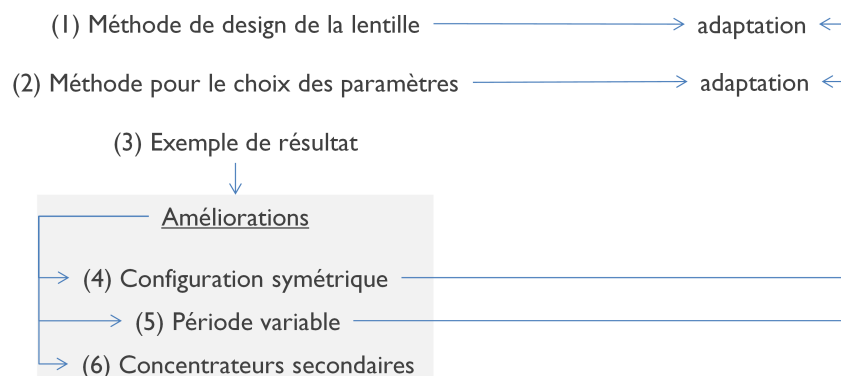 (1) Méthode de design de la lentille adaptation
(2) Méthode pour le choix des paramètres adaptation
(3) Exemple de résultat
Améliorations
(4) Configuration symétrique
(5) Période variable
(6) Concentrateurs secondaires